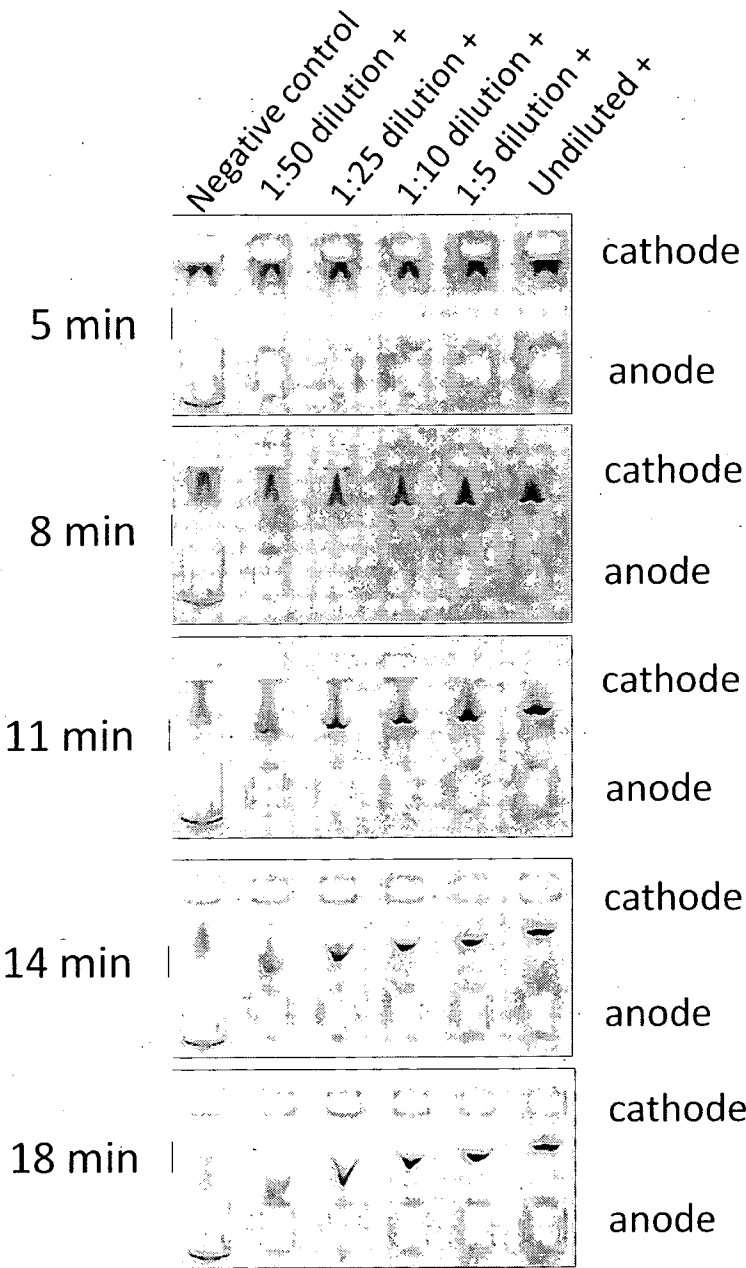 Negative control
1:50 dilution +
1:25 dilution +
1:10 dilution +
1:5 dilution +
Undiluted +
cathode
5 min
anode
cathode
8 min
anode
cathode
11 min
anode
cathode
14 min
anode
cathode
18 min
anode